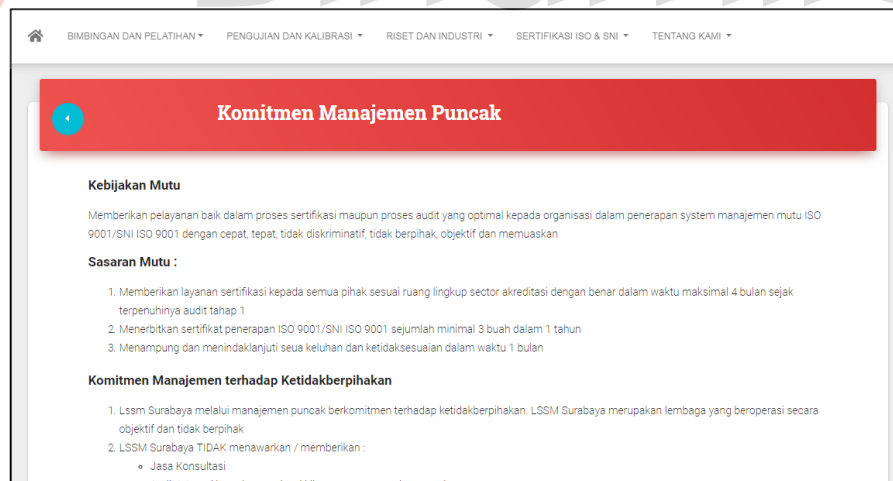 BIMBINGAN DAN PELATIHAN PENGUJIAN DAN KALIBRASI RISET DAN INDUSTRI SERTIFIKASI ISO & SNI TENTANG KAMI
Komitmen Manajemen Puncak
Kebijakan Mutu
Memberikan pelayanan baik dalam proses sertifikasi maupun proses audit yang optimal kepada organisasi dalam penerapan system manajemen mutu ISO
9001/SNI ISO 9001 dengan cepat, tepat, tidak diskriminatif, tidak berpihak, objektif dan memuaskan
Sasaran Mutu :
1. Memberikan layanan sertifikasi kepada semua pihak sesuai ruang lingkup sector akreditasi dengan benar dalam waktu maksimal 4 bulan sejak
terpenuhinya audit tahap 1
2. Menerbitkan sertifikat penerapan ISO 9001/SNI ISO 9001 sejumlah minimal 3 buah dalam 1 tahun
3. Menampung dan menindaklanjuti seua keluhan dan ketidaksesuaian dalam waktu 1 bulan
Komitmen Manajemen terhadap Ketidakberpihakan
1. Lssm Surabaya melalui manajemen puncak berkomitmen terhadap ketidakberpihakan. LSSM Surabaya merupakan lembaga yang beroperasi secara
objektif dan tidak berpihak
2. LSSM Surabaya TIDAK menawarkan / memberikan :
Jasa Konsultasi